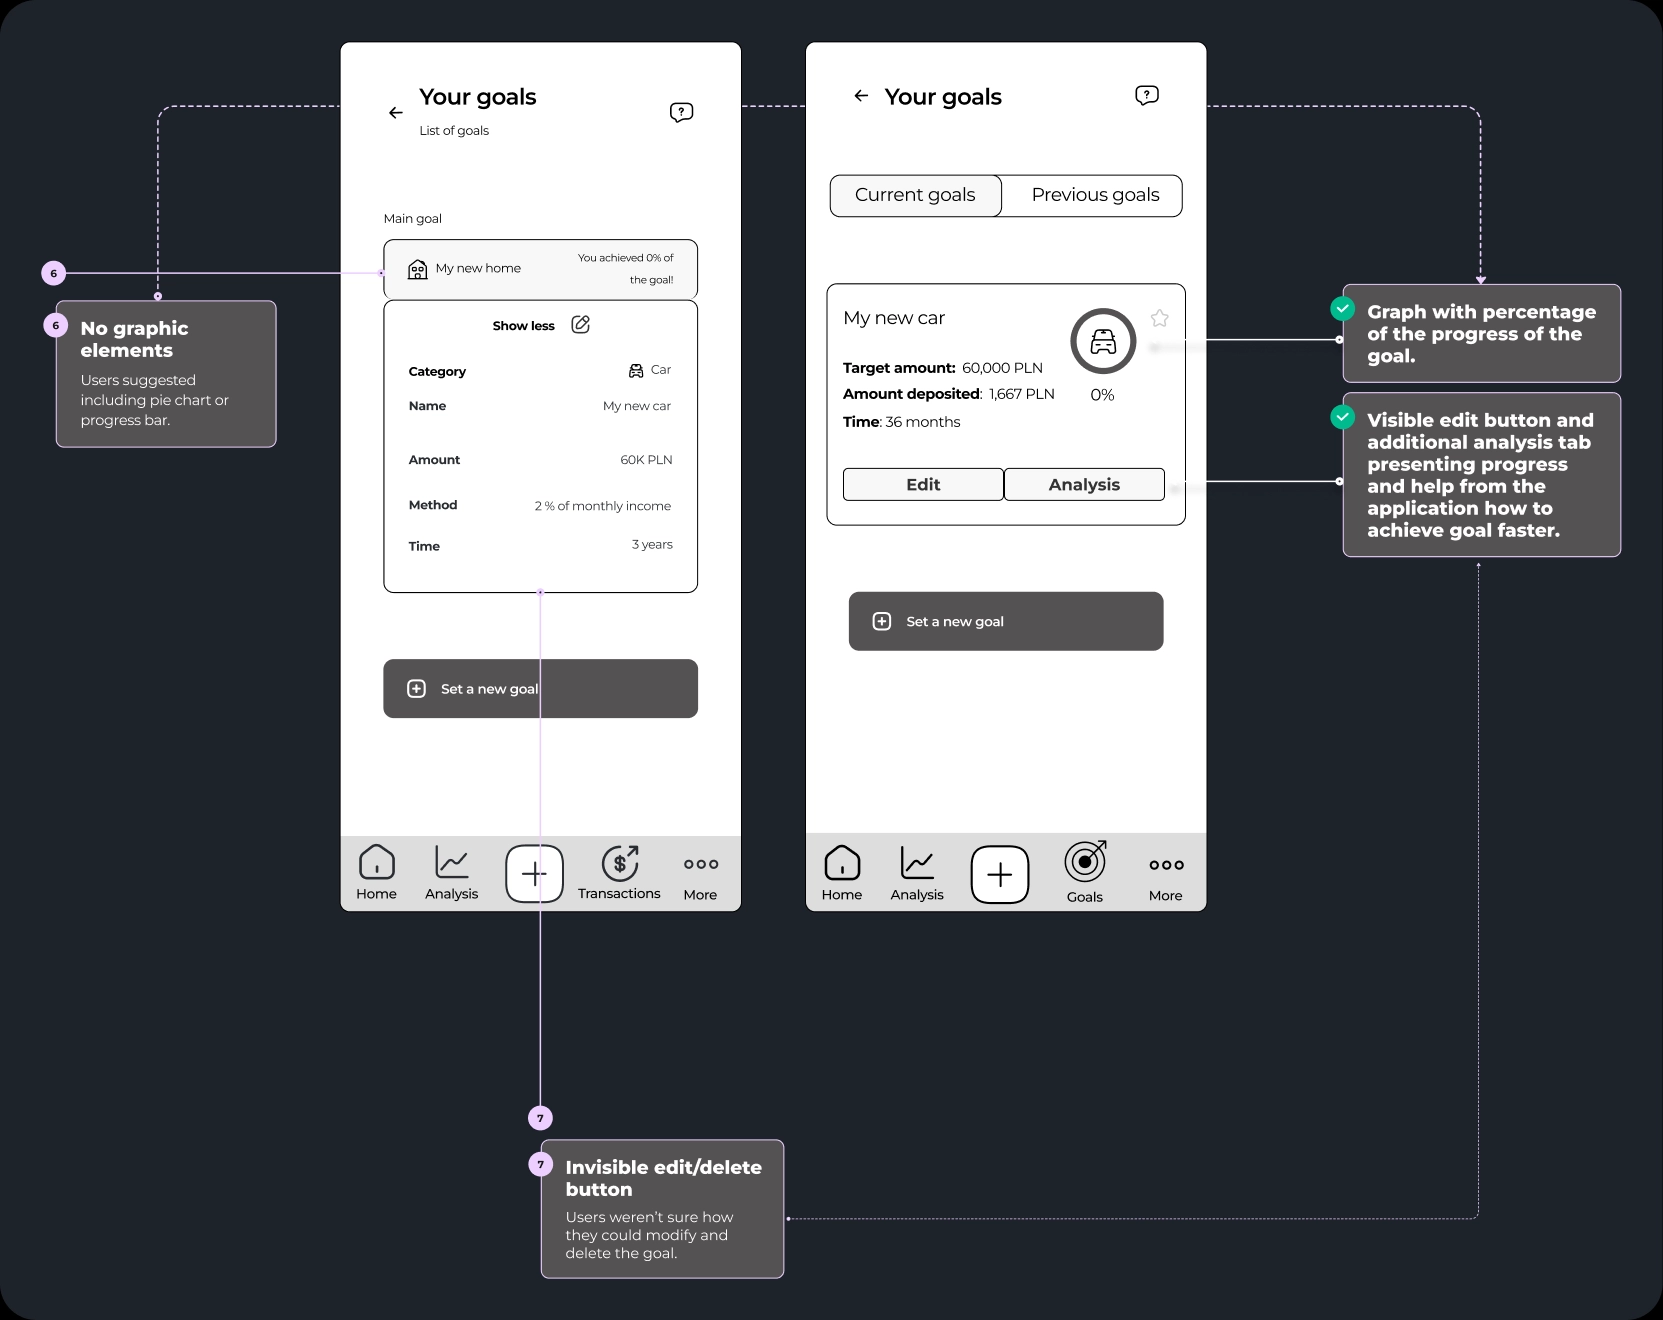 6
6
No graphic
elements
Users suggested
including pie chart or
progress bar.
Your goals
List of goals
Main goal
My new home
You achieved 0% of
the goal!
Show less
Category
Car
Name
My new car
Amount
60K PLN
Method
2 % of monthly income
Time
3 years
Set a new goal
Home
Analysis
Transactions
More
Your goals
Current goals
Previous goals
My new car
Target amount: 60,000 PLN
Amount deposited: 1,667 PLN
0%
Time: 36 months
Edit
Analysis
Set a new goal
Home
Analysis
Goals
More
Graph with percentage
of the progress of the
goal.
Visible edit button and
additional analysis tab
presenting progress
and help from the
application how to
achieve goal faster.
7
7
Invisible edit/delete
button
Users weren't sure how
they could modify and
delete the goal.